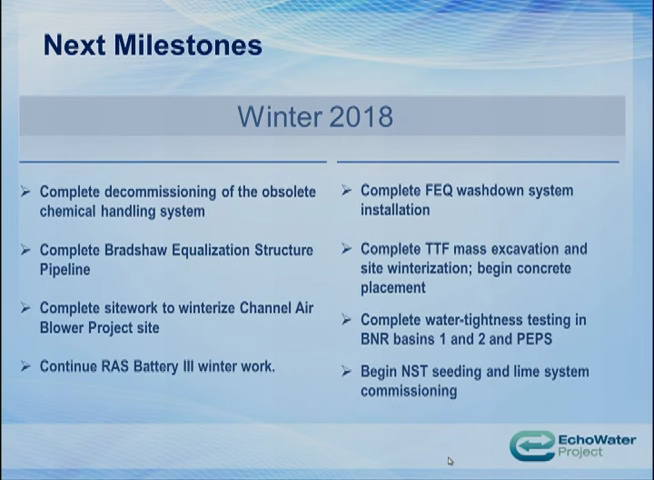 Next Milestones
Winter 2018
Complete decommissioning of the obsolete
chemical handling system
Complete Bradshaw Equalization Structure
Pipeline
Complete sitework to winterize Channel Air
Blower Project site
Continue RAS Battery III winter work.
Complete FEQ washdown system
installation
Complete TTF mass excavation and
site winterization; begin concrete
placement
Complete water-tightness testing in
BNR basins 1 and 2 and PEPS
Begin NST seeding and lime system
commissioning
EchoWater
Project